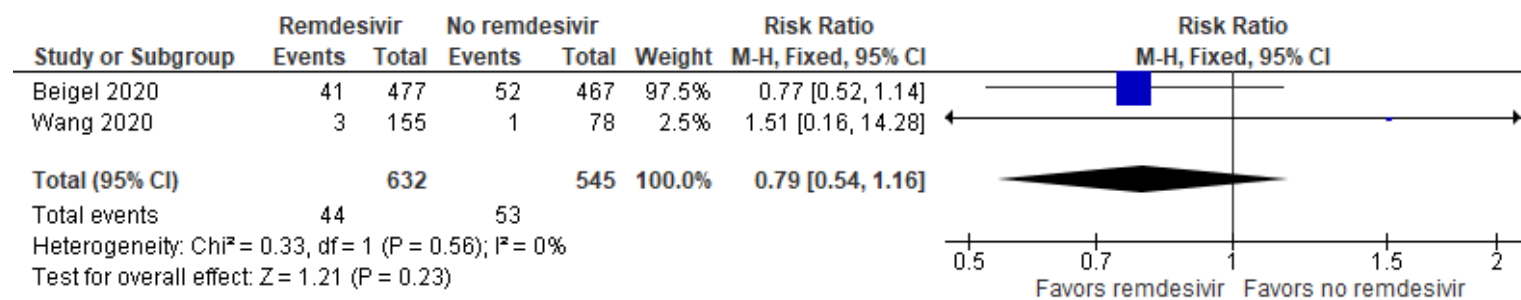 Remdesivir No remdesivir Risk Ratio Risk Ratio
Study or Subgroup Events Total Events Total Weight M-H, Fixed, 95% CI M-H, Fixed, 95% CI
Beigel 2020 41 477 52 467 97.5% 0.77 [0.52, 1.14]
Wang 2020 3 155 1 78 2.5% 1.51 [0.16, 14.28]
Total (95% CI) 632 545 100.0% 0.79 [0.54, 1.16]
Total events 44 53
Heterogeneity: Chi² = 0.33, df = 1 (P = 0.56); I² = 0%
Test for overall effect: Z = 1.21 (P = 0.23)
0.5 0.7 1 1.5 2
Favors remdesivir Favors no remdesivir